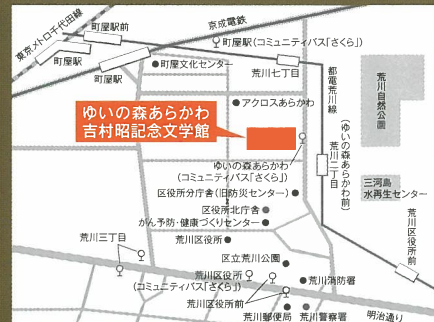 東京メトロ千代田線
町屋駅前
京成電鉄
町屋駅
町屋駅(コミュニティバス「さくら」)
町屋駅
町屋文化センター
荒川七丁目
アクロスあらかわ
都電荒川線
荒川自然公園
ゆいの森あらかわ
吉村昭記念文学館
荒川二丁目
(ゆいの森あらかわ前)
ゆいの森あらかわ
(コミュニティバス「さくら」)
三河島
水再生センター
区役所分庁舎(旧防災センター)
区役所北庁舎
がん予防・健康づくりセンター
荒川三丁目
荒川区役所
荒川区役所前
区立荒川公園
荒川区役所
(コミュニティバス「さくら」)
荒川消防署
荒川区役所前
荒川郵便局
荒川警察署
明治通り